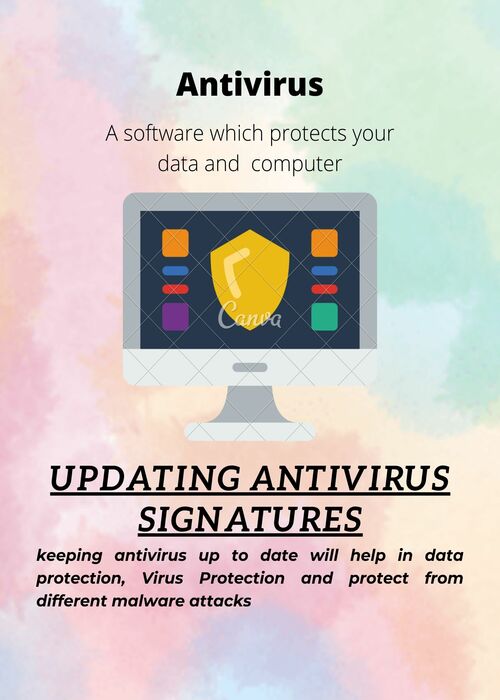 Antivirus
A software which protects your
data and computer
Canva
UPDATING ANTIVIRUS
SIGNATURES
keeping antivirus up to date will help in data
protection, Virus Protection and protect from
different malware attacks